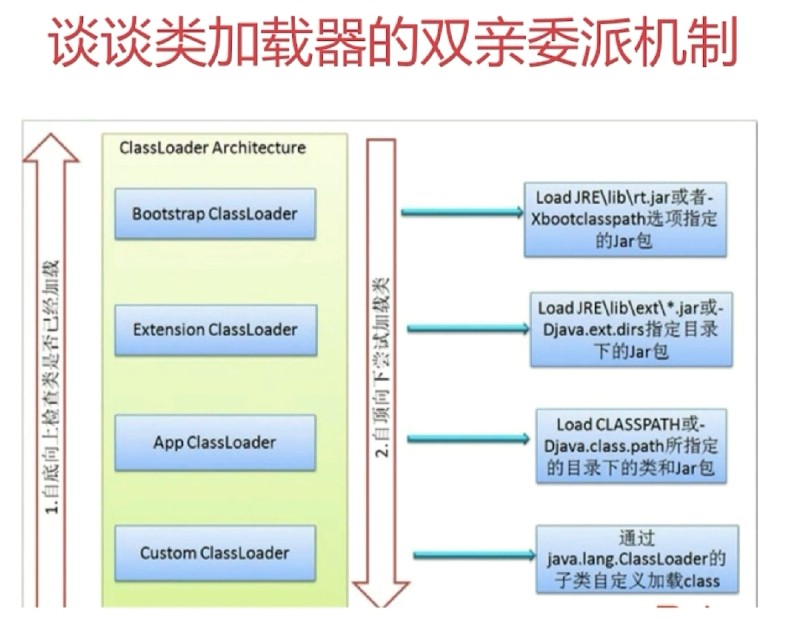 谈谈类加载器的双亲委派机制
ClassLoader Architecture
1.自底向上检查类是否已经加载
Bootstrap ClassLoader
Extension ClassLoader
App ClassLoader
Custom ClassLoader
2.自顶向下尝试加载类
Load JRE\lib\rt.jar或者-
Xbootclasspath选项指定
的Jar包
Load JRE\lib\ext\*.jar或-
Djava.ext.dirs指定目录
下的Jar包
Load CLASSPATH或-
Djava.class.path所指定
的目录下的类和Jar包
通过
java.lang.ClassLoader的
子类自定义加载class